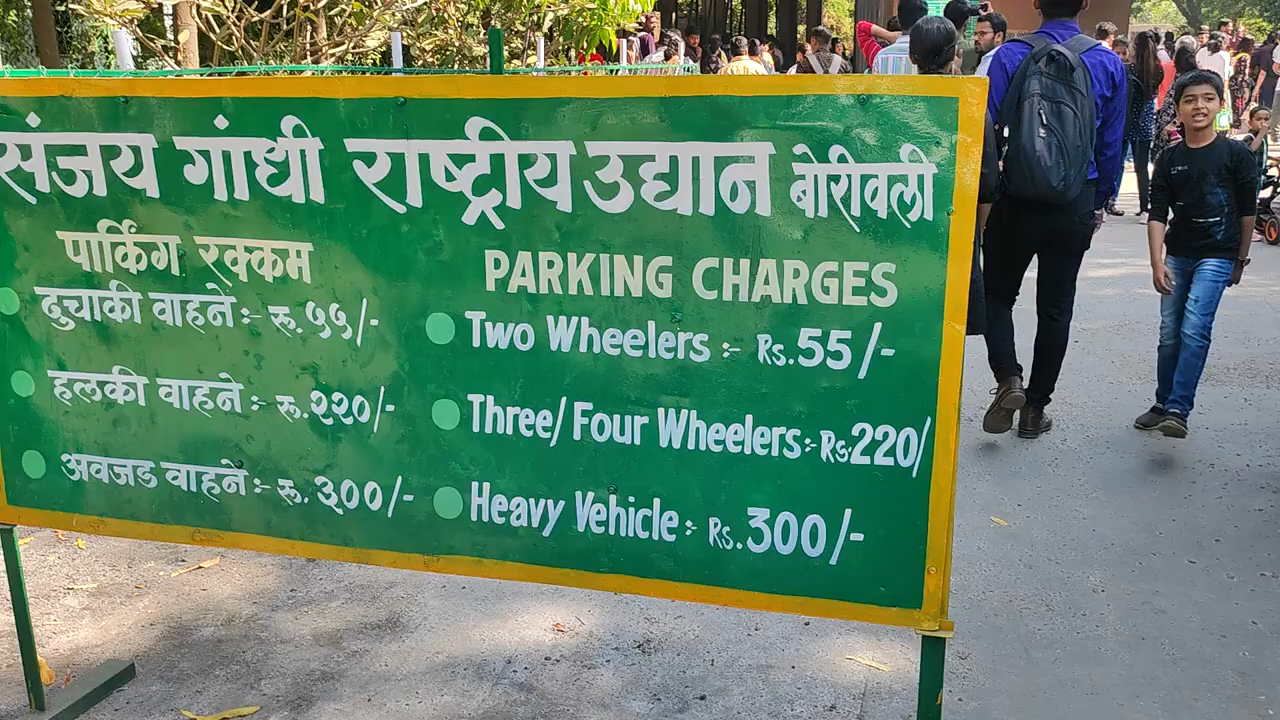 संजय गांधी राष्ट्रीय उद्यान बोरीवली
पार्किंग रक्कम
दुचाकी वाहने :- रू. ५५/-
हलकी वाहने :- रू. २२०/-
अवजड वाहने :- रू. ३००/-
PARKING CHARGES
Two Wheelers :- Rs. 55/-
Three/ Four Wheelers:- Rs. 220/
Heavy Vehicle :- Rs. 300/-